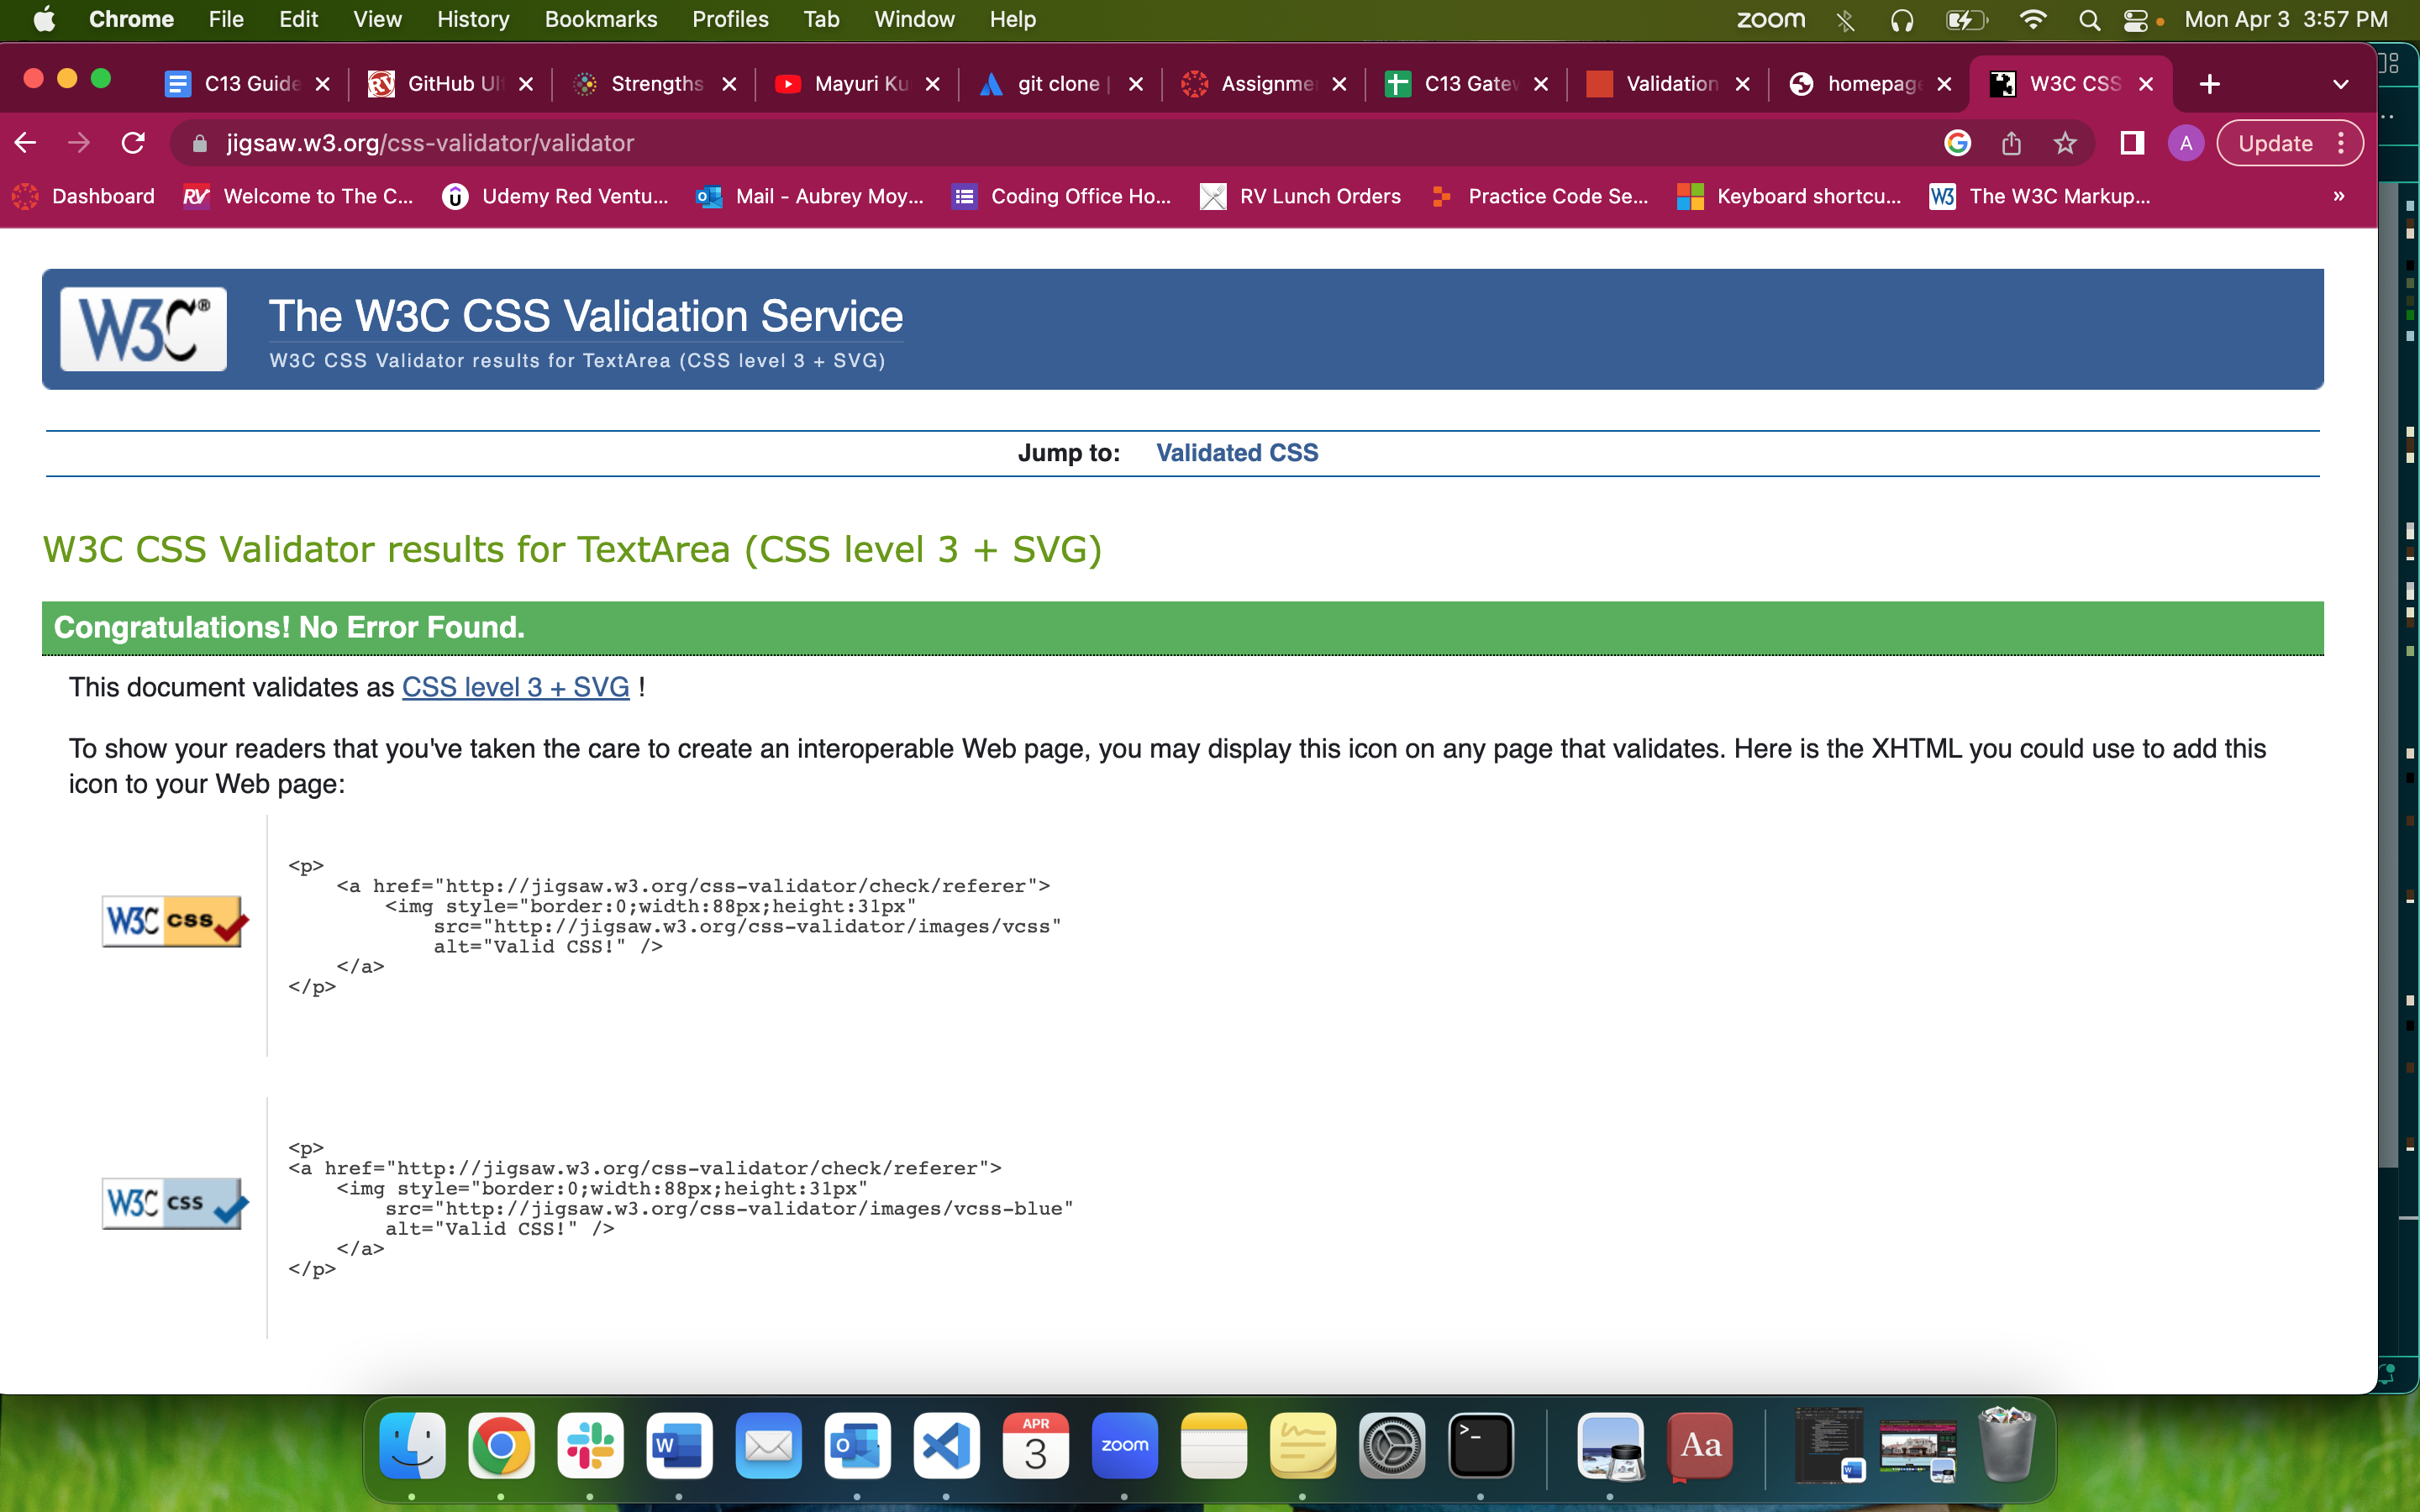 Chrome File Edit View History Bookmarks Profiles Tab Window Help zoom Mon Apr 3 3:57 PM
C13 Guide GitHub Ul Strengths Mayuri Ku git clone | Assignme C13 Gatew Validation homepag W3C CSS
jigsaw.w3.org/css-validator/validator A Update
Dashboard RV Welcome to The C... Udemy Red Ventu... Mail - Aubrey Moy... Coding Office Ho... RV Lunch Orders Practice Code Se... Keyboard shortcu... W3 The W3C Markup... »
W3C® The W3C CSS Validation Service
W3C CSS Validator results for TextArea (CSS level 3 + SVG)
Jump to: Validated CSS
W3C CSS Validator results for TextArea (CSS level 3 + SVG)
Congratulations! No Error Found.
This document validates as CSS level 3 + SVG !
To show your readers that you've taken the care to create an interoperable Web page, you may display this icon on any page that validates. Here is the XHTML you could use to add this
icon to your Web page:
<p>
<a href="http://jigsaw.w3.org/css-validator/check/referer">
<img style="border:0;width:88px;height:31px"
src="http://jigsaw.w3.org/css-validator/images/vcss"
alt="Valid CSS!" />
</a>
</p>
W3C css
<p>
<a href="http://jigsaw.w3.org/css-validator/check/referer">
<img style="border:0;width:88px;height:31px"
src="http://jigsaw.w3.org/css-validator/images/vcss-blue"
alt="Valid CSS!" />
</a>
</p>
W3C css
W O APR 3 zoom >_ Aa W